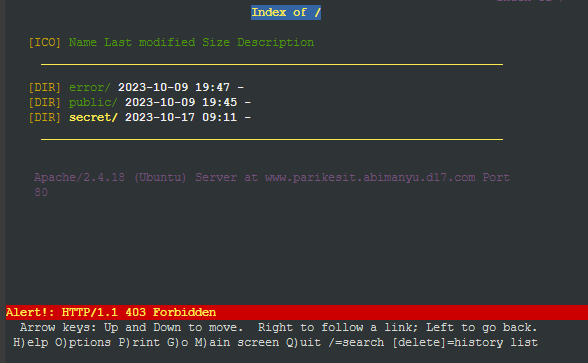 Index of /
[ICO] Name Last modified Size Description
[DIR] error/ 2023-10-09 19:47 -
[DIR] public/ 2023-10-09 19:45 -
[DIR] secret/ 2023-10-17 09:11 -
Apache/2.4.18 (Ubuntu) Server at www.parikesit.abimanyu.d17.com Port
80
Alert!: HTTP/1.1 403 Forbidden
Arrow keys: Up and Down to move.  Right to follow a link; Left to go back.
H)elp O)ptions P)rint G)o M)ain screen Q)uit /=search [delete]=history list